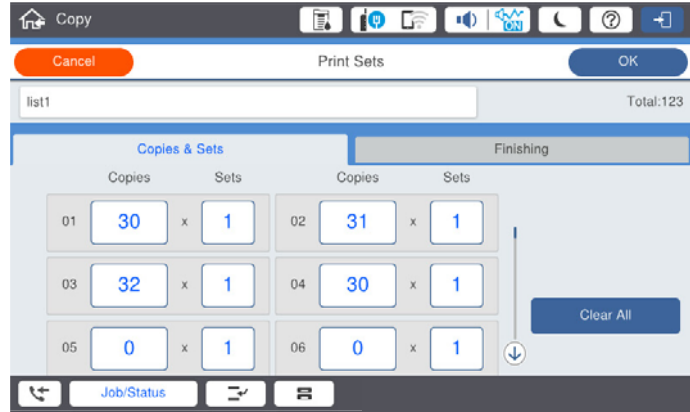 Copy
ON
Cancel Print Sets OK
list1 Total:123
Copies & Sets Finishing
Copies Sets Copies Sets
01 30 x 1 02 31 x 1
03 32 x 1 04 30 x 1
Clear All
05 0 x 1 06 0 x 1
Job/Status